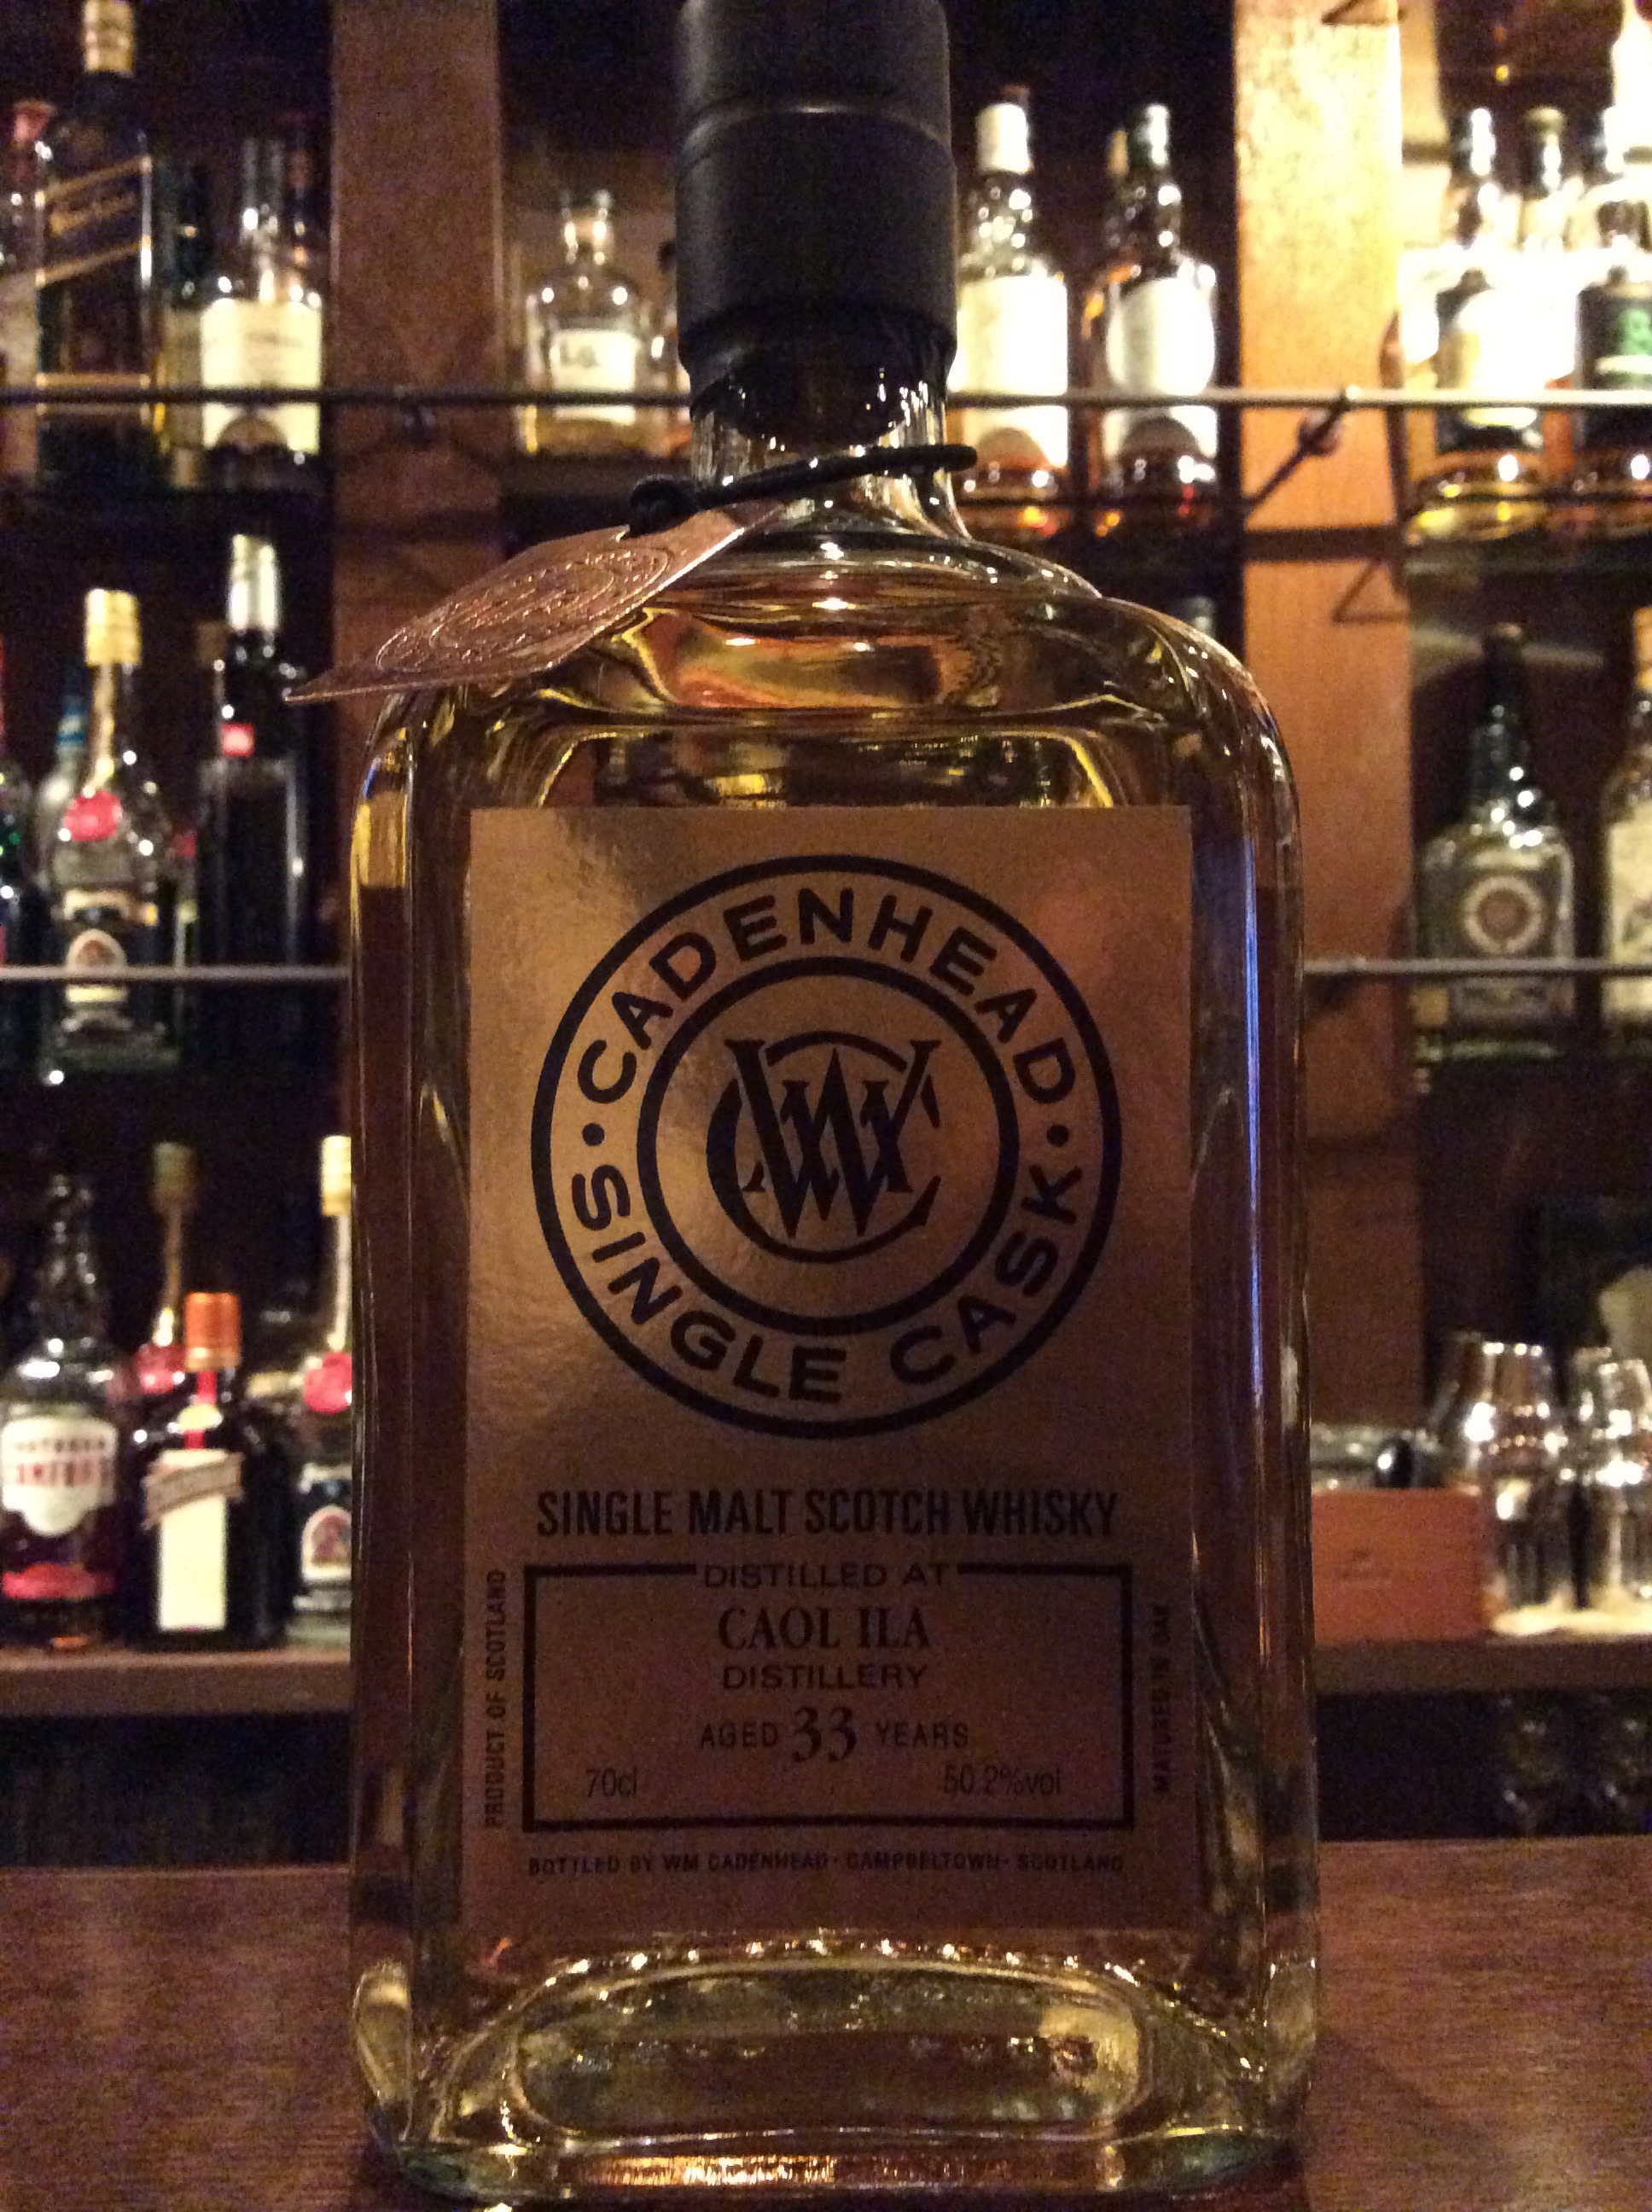 CADENHEAD
SINGLE CASK
WC
SINGLE MALT SCOTCH WHISKY
DISTILLED AT
CAOL ILA
DISTILLERY
AGED 33 YEARS
70cl 50.2%vol
PRODUCT OF SCOTLAND
MATURED IN OAK
BOTTLED BY WM CADENHEAD · CAMPBELTOWN · SCOTLAND